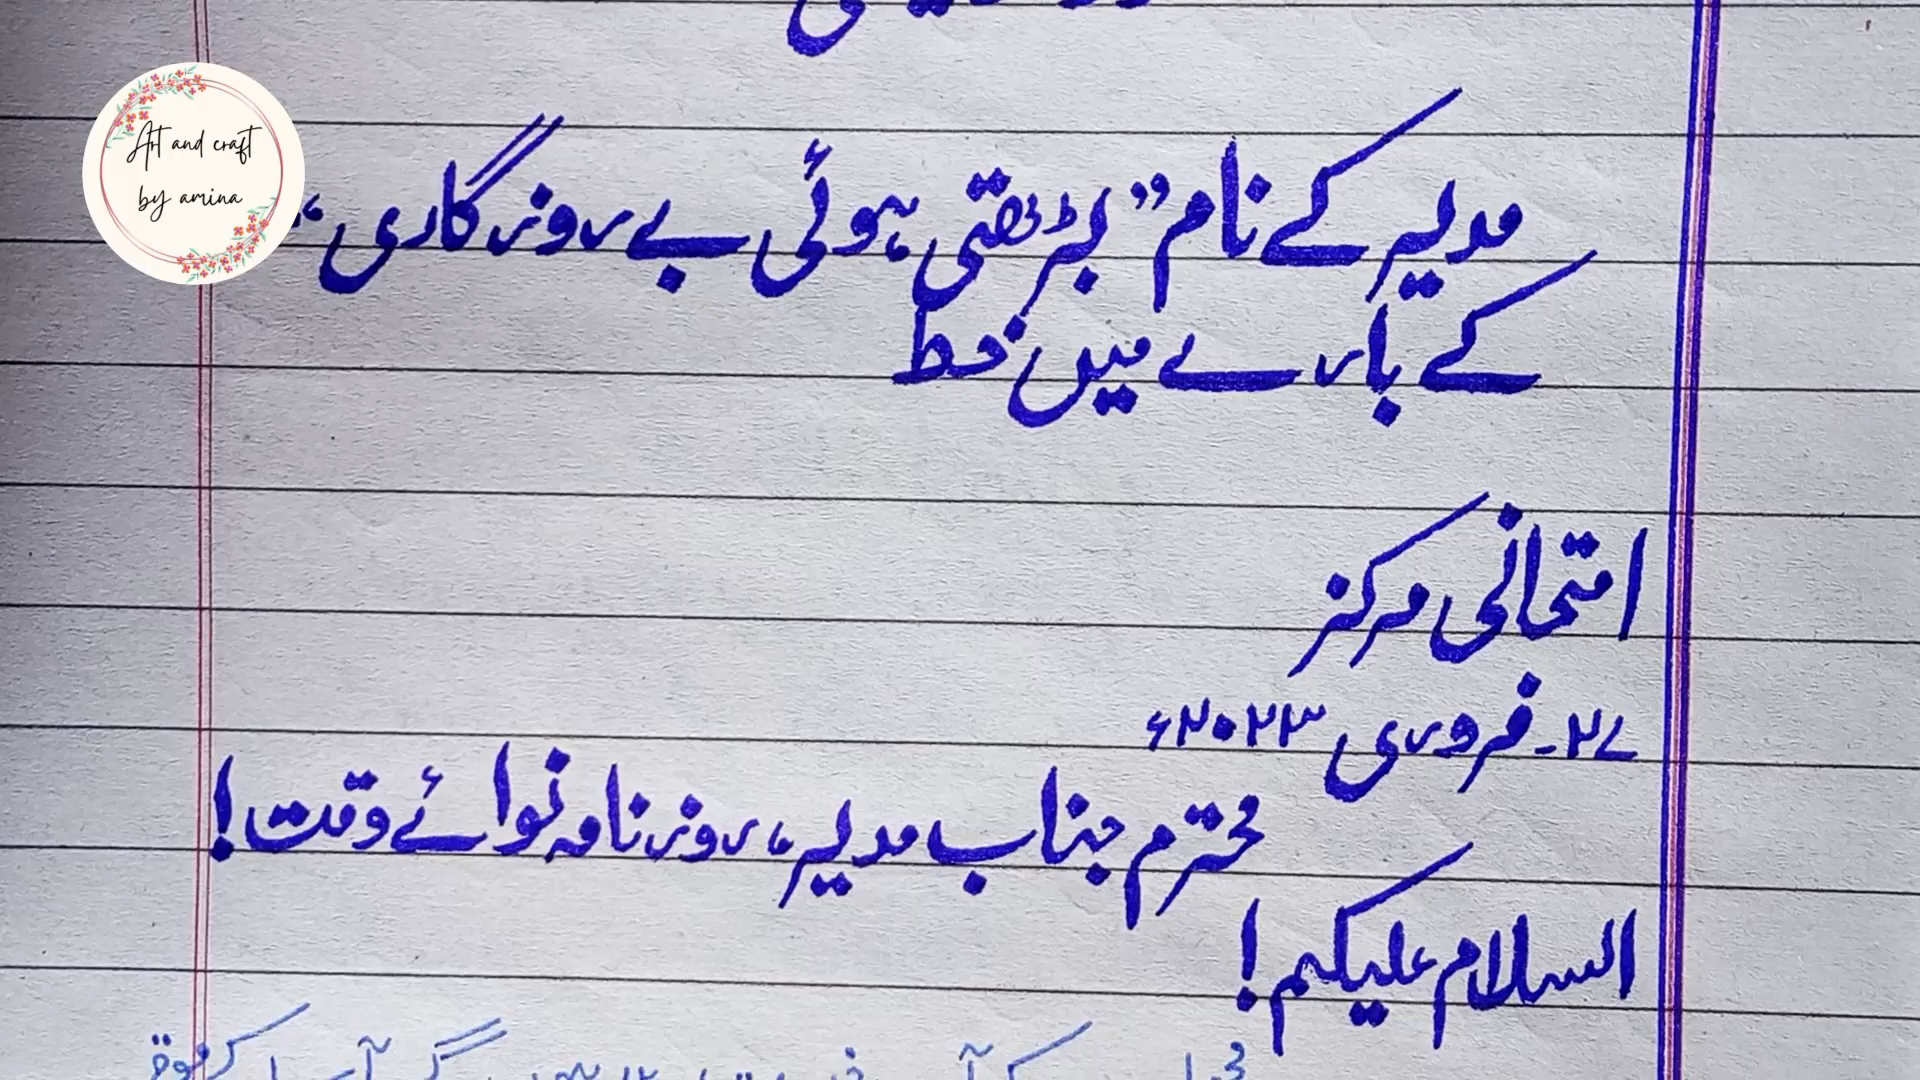 Art and craft
by amina
مدیر کے نام ”بڑھتی ہوئی بے روزگاری“
کے بارے میں خط
امتحانی مرکز
۲۷۔فروری ۲۰۲۳ء
محترم جناب مدیر، روزنامہ نوائے وقت!
السلام علیکم!